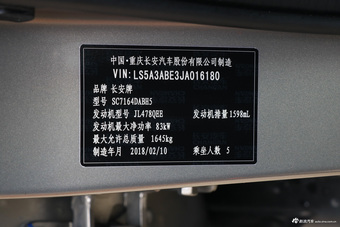 中国·重庆长安汽车股份有限公司制造
VIN: LS5A3ABE3JA016180
品牌 长安牌
型号 SC7164DABH5
发动机型号 JL478QEE 发动机排量 1598mL
发动机最大净功率 83kW
最大允许总质量 1645kg
制造年月 2018/02/10 乘坐人数 5